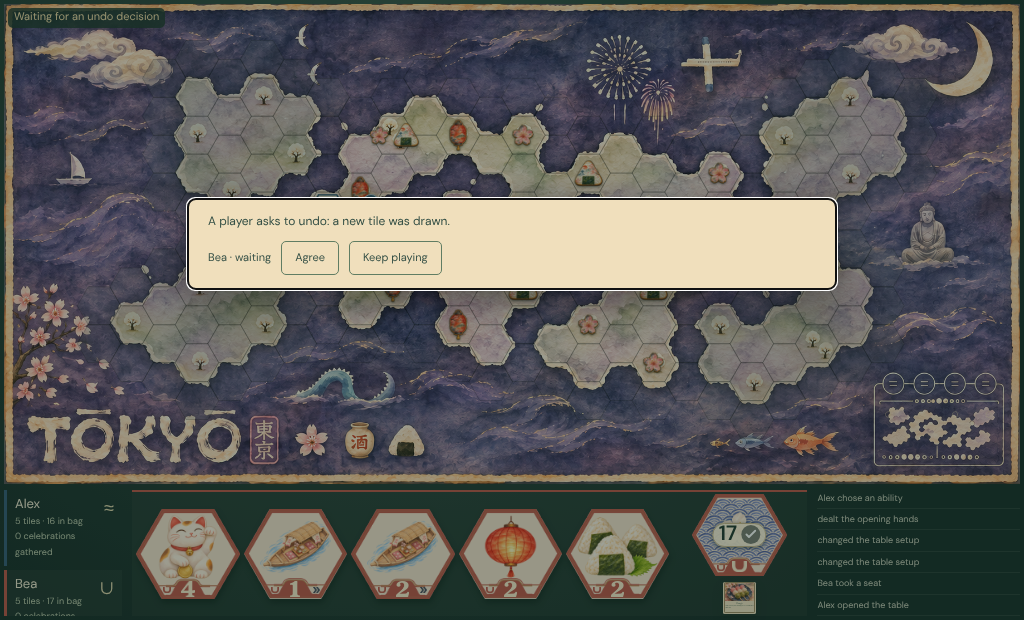 Waiting for an undo decision
A player asks to undo: a new tile was drawn.
Bea · waiting
Agree
Keep playing
TŌKYŌ
東京
酒
Alex
5 tiles · 16 in bag
0 celebrations
gathered
Bea
5 tiles · 17 in bag
0 celebrations
4
1 »
2 »
2
2
17
Alex chose an ability
dealt the opening hands
changed the table setup
changed the table setup
Bea took a seat
Alex opened the table